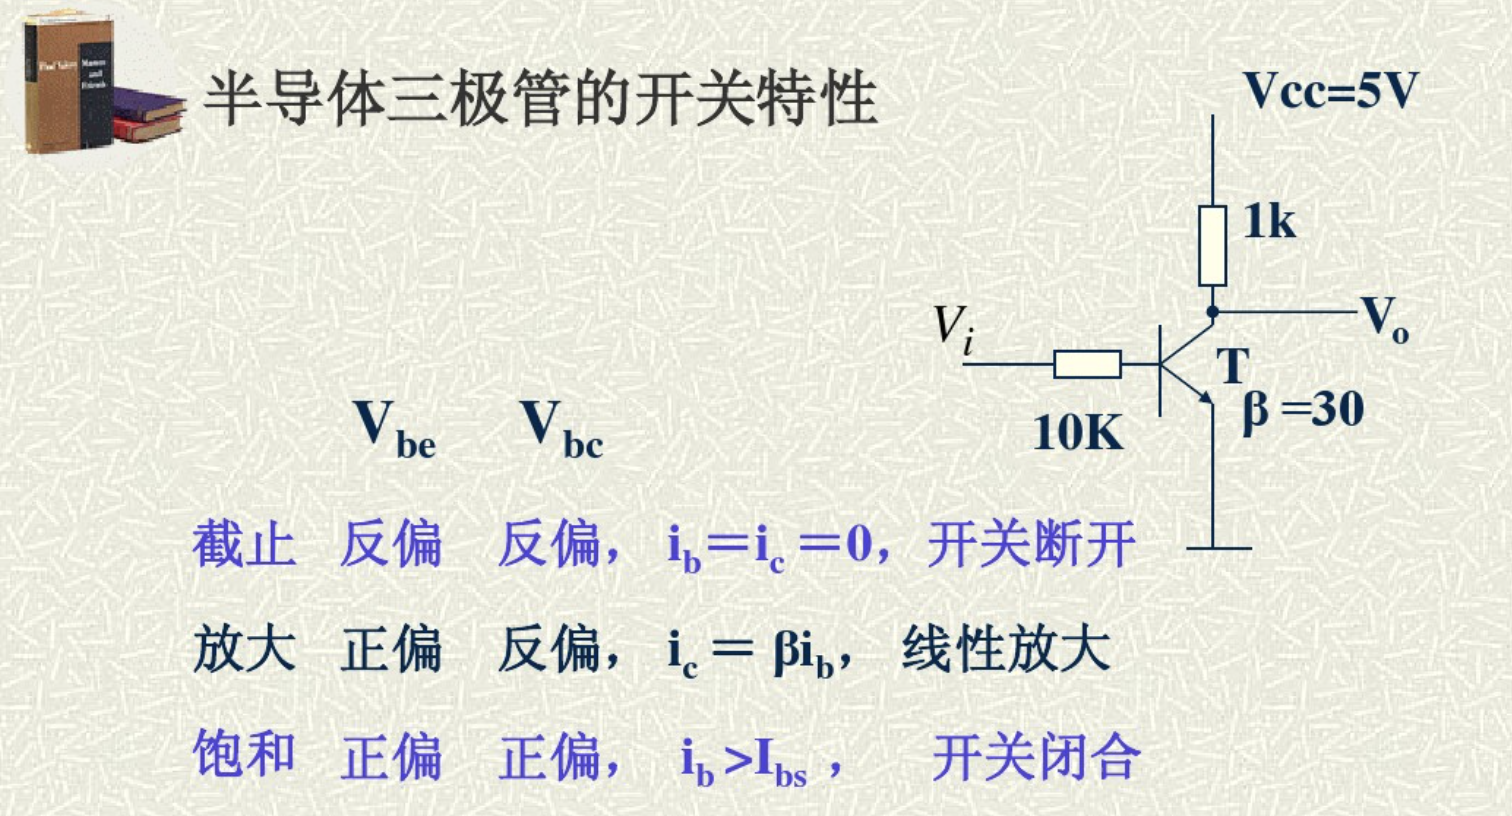 半导体三极管的开关特性
Vcc=5V
1k
Vi
Vo
T
β =30
10K
Vbe Vbc
截止 反偏 反偏， ib＝ic ＝0，开关断开
放大 正偏 反偏， ic＝ βib， 线性放大
饱和 正偏 正偏， ib >Ibs ， 开关闭合